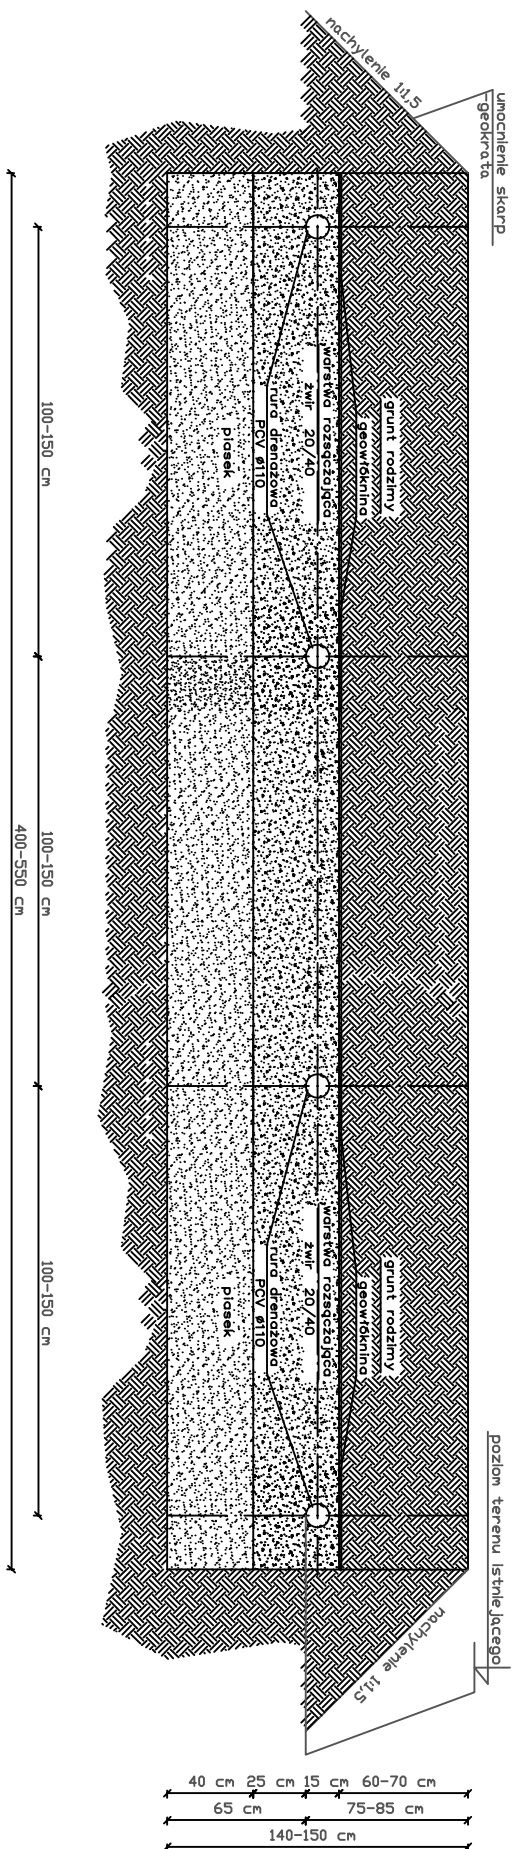 umocnienie skarp
-geokrata
nachylenie 1:1,5
grunt rodzimy
geowłóknina
warstwa rozsączająca
żwir 20/40
rura drenażowa
PCV ø110
piasek
grunt rodzimy
geowłóknina
warstwa rozsączająca
żwir 20/40
rura drenażowa
PCV ø110
piasek
poziom terenu istniejącego
nachylenie 1:1,5
100-150 cm
100-150 cm
100-150 cm
400-550 cm
40 cm
25 cm
15 cm
60-70 cm
65 cm
75-85 cm
140-150 cm